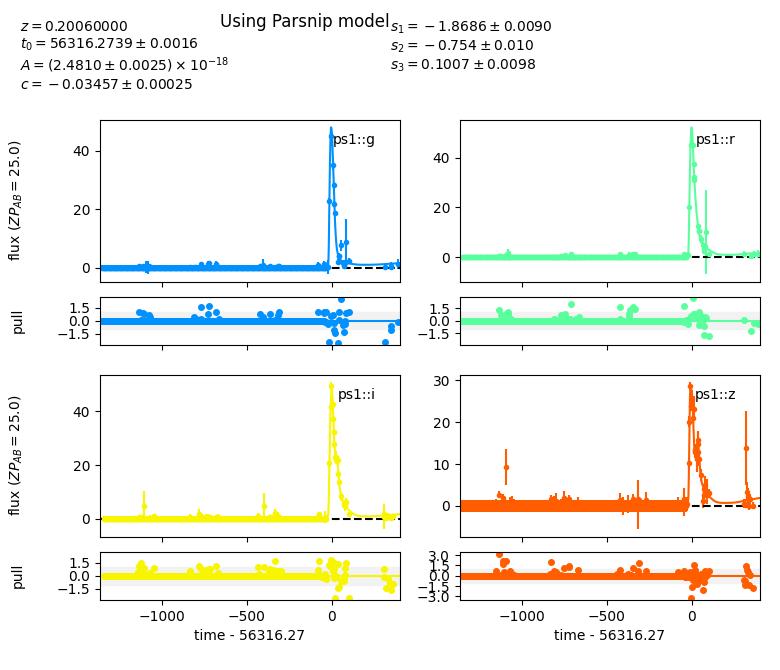 Using Parsnip model
z = 0.20060000
t₀ = 56316.2739 ± 0.0016
A = (2.4810 ± 0.0025) × 10⁻¹⁸
c = −0.03457 ± 0.00025
s₁ = −1.8686 ± 0.0090
s₂ = −0.754 ± 0.010
s₃ = 0.1007 ± 0.0098
flux (ZP_AB = 25.0)
40
20
0
ps1::g
40
20
0
ps1::r
pull
1.5
0.0
−1.5
1.5
0.0
−1.5
flux (ZP_AB = 25.0)
40
20
0
ps1::i
30
20
10
0
ps1::z
pull
1.5
0.0
−1.5
3.0
1.5
0.0
−1.5
−3.0
−1000 −500 0
−1000 −500 0
time - 56316.27
time - 56316.27